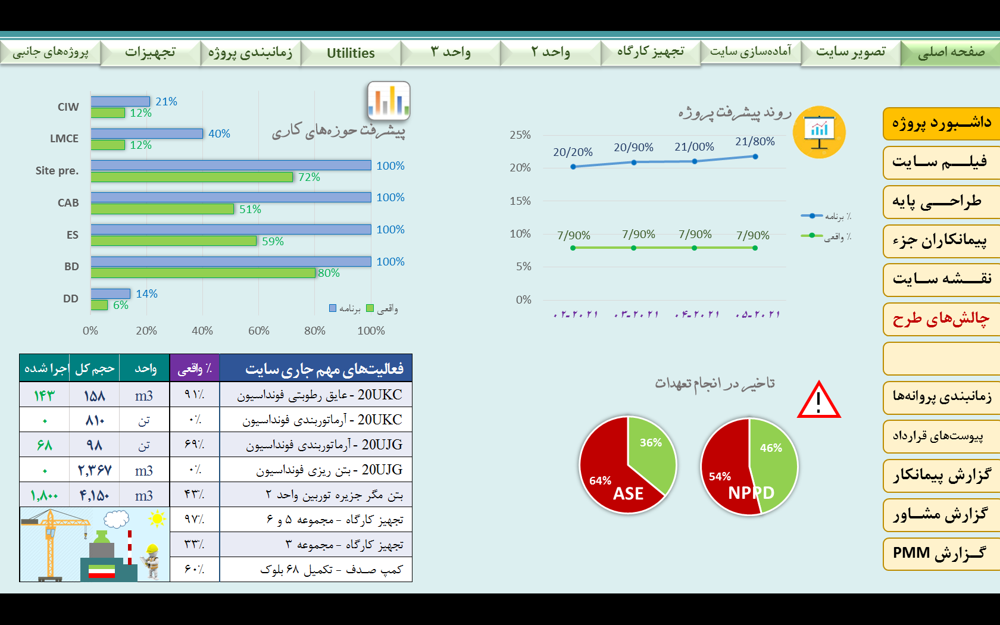 صفحه اصلی
تصویر سایت
آماده‌سازی سایت
تجهیز کارگاه
واحد ۲
واحد ۳
Utilities
زمانبندی پروژه
تجهیزات
پروژه‌های جانبی
داشــبورد پروژه
فیلـــم ســایت
طراحـــی پایه
پیمانکاران جزء
نقــشه ســایت
چالش‌های طرح
زمانبندی پروانه‌ها
پیوست‌های قرارداد
گزارش پیمانکار
گزارش مشــاور
گــزارش PMM
روند پیشرفت پروژه
25%
20%
15%
10%
5%
0%
20/20% 20/90% 21/00% 21/80%
7/90% 7/90% 7/90% 7/90%
۰۲-۲۰۲۱ ۰۳-۲۰۲۱ ۰۴-۲۰۲۱ ۰۵-۲۰۲۱
٪ برنامه
٪ واقعی
پیشرفت حوزه‌های کاری
CIW 21% 12%
LMCE 40% 12%
Site pre. 100% 72%
CAB 100% 51%
ES 100% 59%
BD 100% 80%
DD 14% 6%
برنامه واقعی
0% 20% 40% 60% 80% 100%
تاخیر در انجام تعهدات
46%
54%
NPPD
36%
64%
ASE
فعالیت‌های مهم جاری سایت ٪ واقعی واحد حجم کل اجرا شده
20UKC - عایق رطوبتی فونداسیون ۹۱٪ m3 ۱۵۸ ۱۴۳
20UKC - آرماتوربندی فونداسیون ۰٪ تن ۸۱۰ ۰
20UJG - آرماتوربندی فونداسیون ۶۹٪ تن ۹۸ ۶۸
20UJG - بتن ریزی فونداسیون ۰٪ m3 ۲,۳۶۷ ۰
بتن مگر جزیره توربین واحد ۲ ۴۳٪ m3 ۴,۱۵۰ ۱,۸۰۰
تجهیز کارگاه - مجموعه ۵ و ۶ ۹۷٪
تجهیز کارگاه - مجموعه ۳ ۳۳٪
کمپ صـدف - تکمیل ۶۸ بلوک ۶۰٪